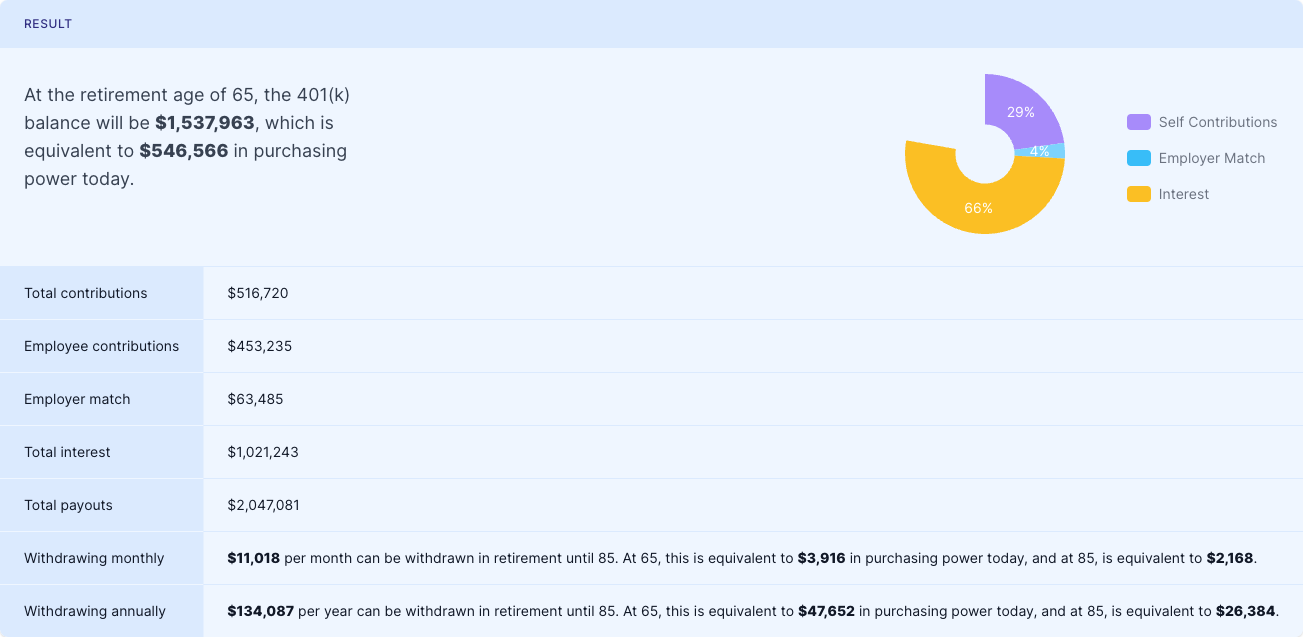 RESULT
At the retirement age of 65, the 401(k)
balance will be $1,537,963, which is
equivalent to $546,566 in purchasing
power today.
29%
4%
66%
Self Contributions
Employer Match
Interest
Total contributions $516,720
Employee contributions $453,235
Employer match $63,485
Total interest $1,021,243
Total payouts $2,047,081
Withdrawing monthly $11,018 per month can be withdrawn in retirement until 85. At 65, this is equivalent to $3,916 in purchasing power today, and at 85, is equivalent to $2,168.
Withdrawing annually $134,087 per year can be withdrawn in retirement until 85. At 65, this is equivalent to $47,652 in purchasing power today, and at 85, is equivalent to $26,384.